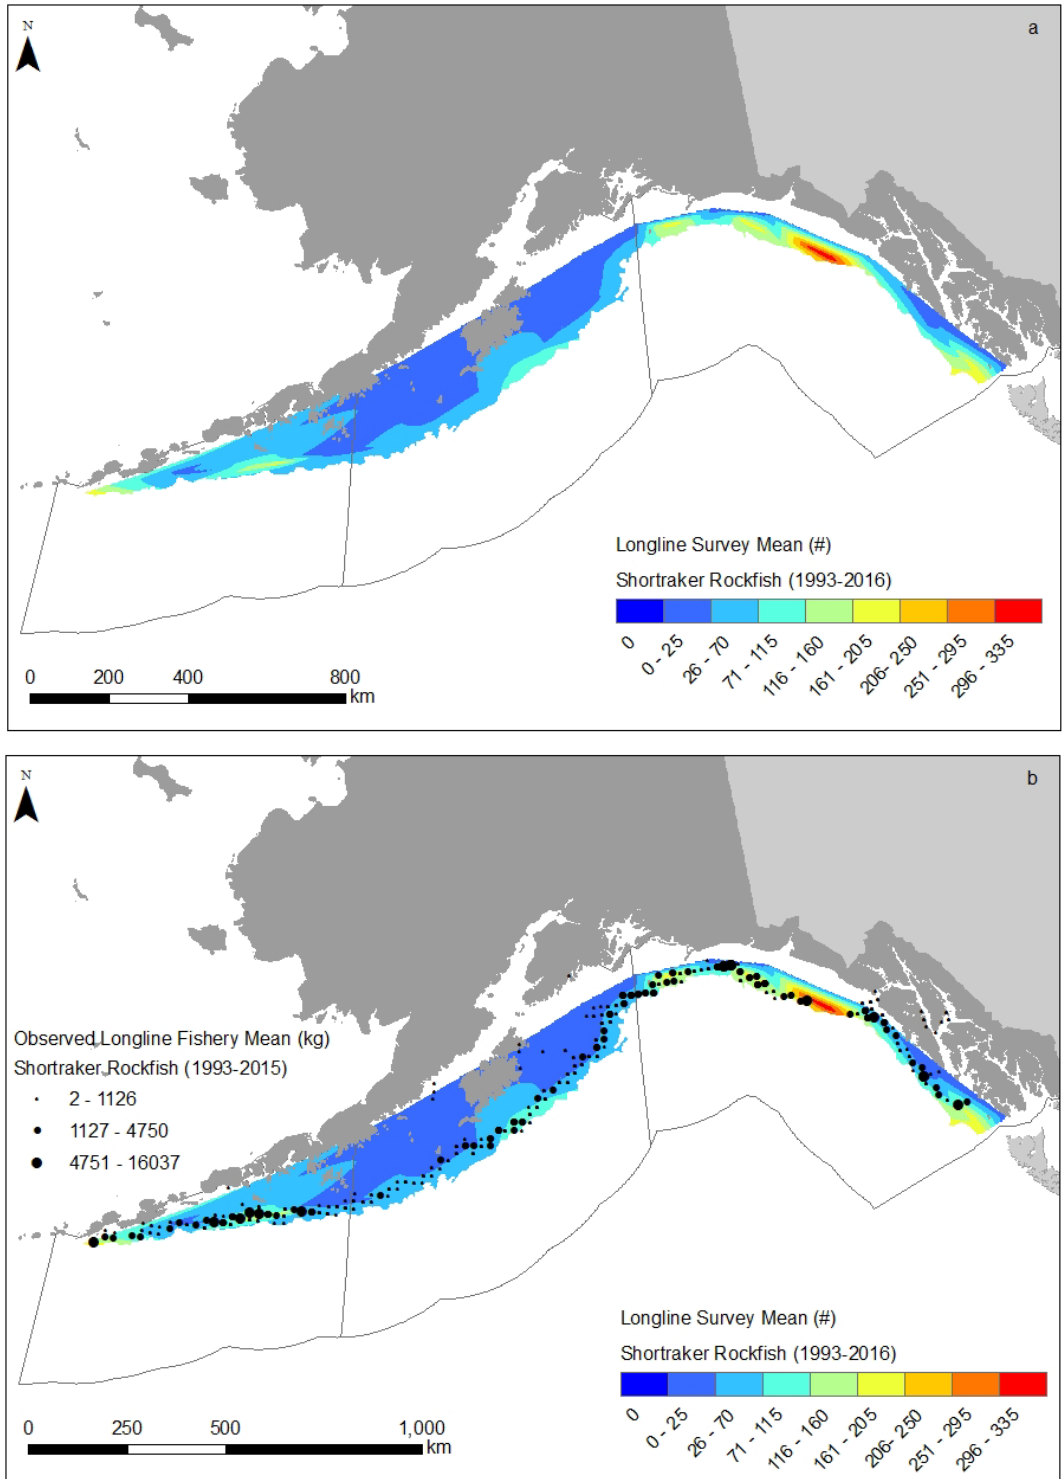 a
N
Longline Survey Mean (#)
Shortraker Rockfish (1993-2016)
0
0 - 25
26 - 70
71 - 115
116 - 160
161 - 205
206- 250
251 - 295
296 - 335
0 200 400 800
km
b
N
Observed Longline Fishery Mean (kg)
Shortraker Rockfish (1993-2015)
2 - 1126
1127 - 4750
4751 - 16037
Longline Survey Mean (#)
Shortraker Rockfish (1993-2016)
0
0 - 25
26 - 70
71 - 115
116 - 160
161 - 205
206- 250
251 - 295
296 - 335
0 250 500 1,000
km